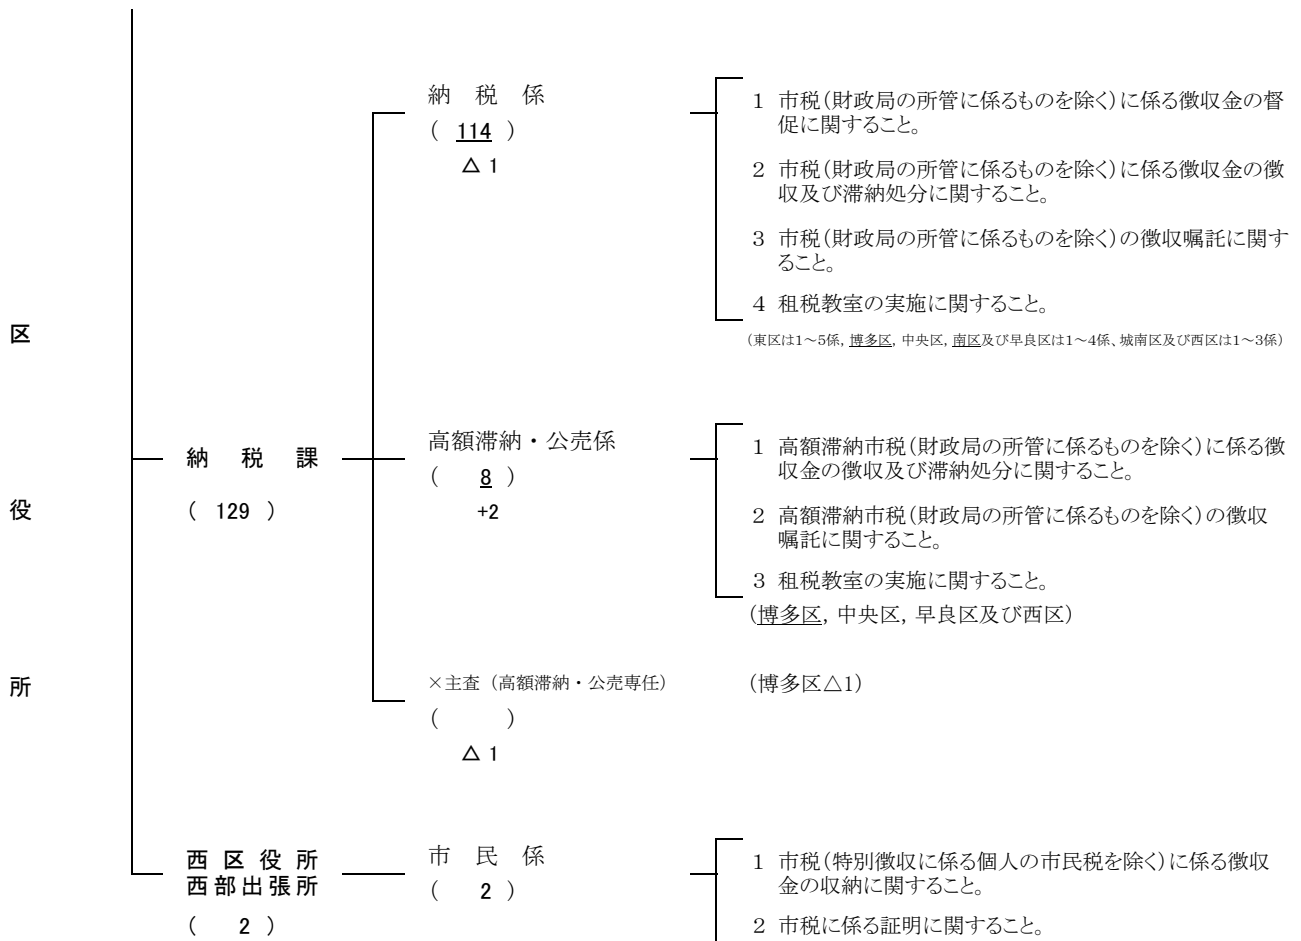 納　税　係
（　114　）
△ 1
1 市税（財政局の所管に係るものを除く）に係る徴収金の督
促に関すること。
2 市税（財政局の所管に係るものを除く）に係る徴収金の徴
収及び滞納処分に関すること。
3 市税（財政局の所管に係るものを除く）の徴収嘱託に関す
ること。
4 租税教室の実施に関すること。
（東区は1～5係, 博多区, 中央区, 南区及び早良区は1～4係、城南区及び西区は1～3係）
区
役
所
納　税　課
（　129　）
高額滞納・公売係
（　8　）
+2
1 高額滞納市税（財政局の所管に係るものを除く）に係る徴
収金の徴収及び滞納処分に関すること。
2 高額滞納市税（財政局の所管に係るものを除く）の徴収
嘱託に関すること。
3 租税教室の実施に関すること。
（博多区, 中央区, 早良区及び西区）
×主査（高額滞納・公売専任）
（　　　）
△ 1
（博多区△1）
西区役所
西部出張所
（　2　）
市　民　係
（　2　）
1 市税（特別徴収に係る個人の市民税を除く）に係る徴収
金の収納に関すること。
2 市税に係る証明に関すること。